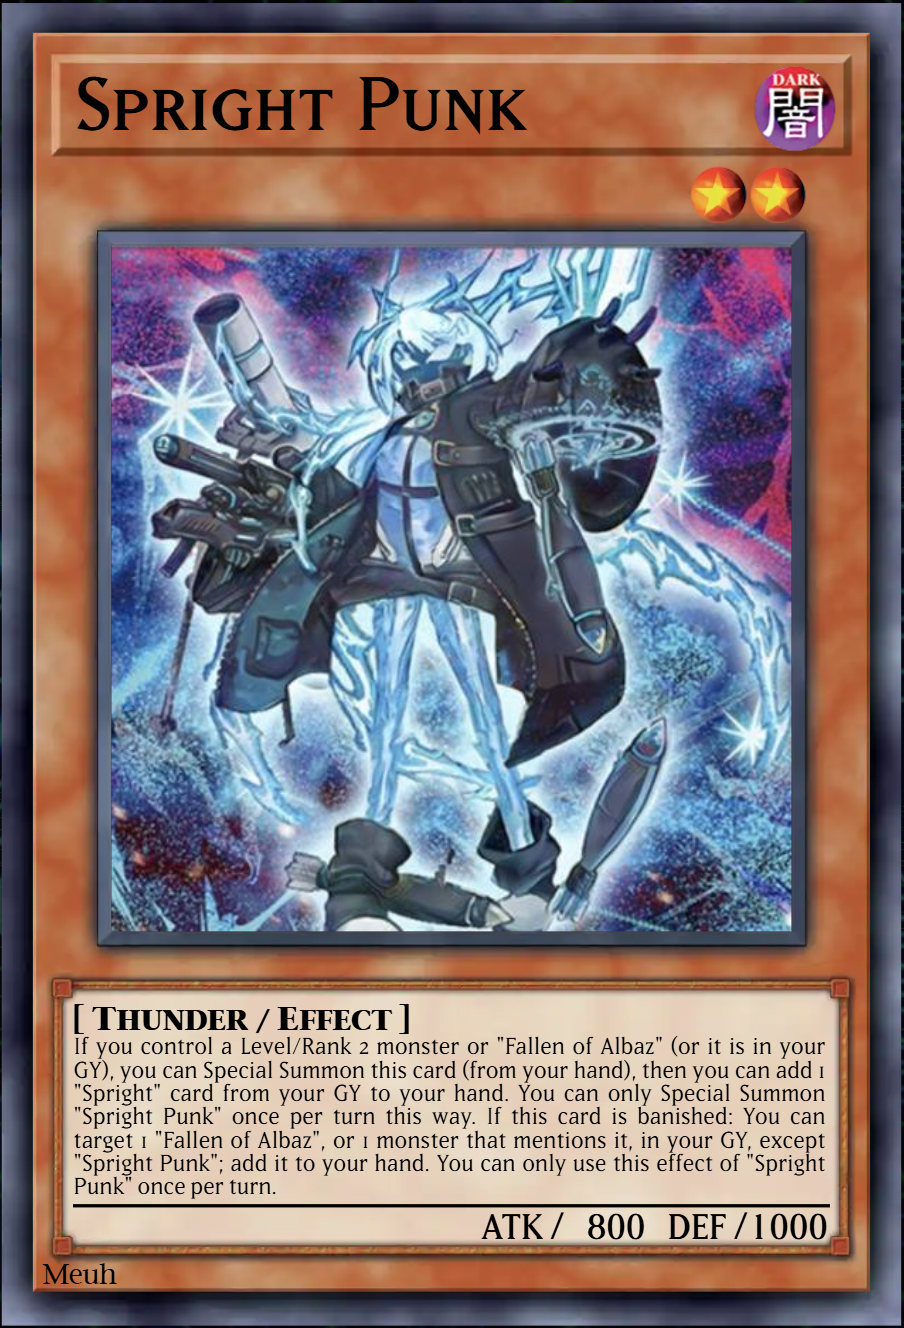 Spright Punk
DARK
闇
[ Thunder / Effect ]
If you control a Level/Rank 2 monster or "Fallen of Albaz" (or it is in your
GY), you can Special Summon this card (from your hand), then you can add 1
"Spright" card from your GY to your hand. You can only Special Summon
"Spright Punk" once per turn this way. If this card is banished: You can
target 1 "Fallen of Albaz", or 1 monster that mentions it, in your GY, except
"Spright Punk"; add it to your hand. You can only use this effect of "Spright
Punk" once per turn.
ATK / 800 DEF /1000
Meuh